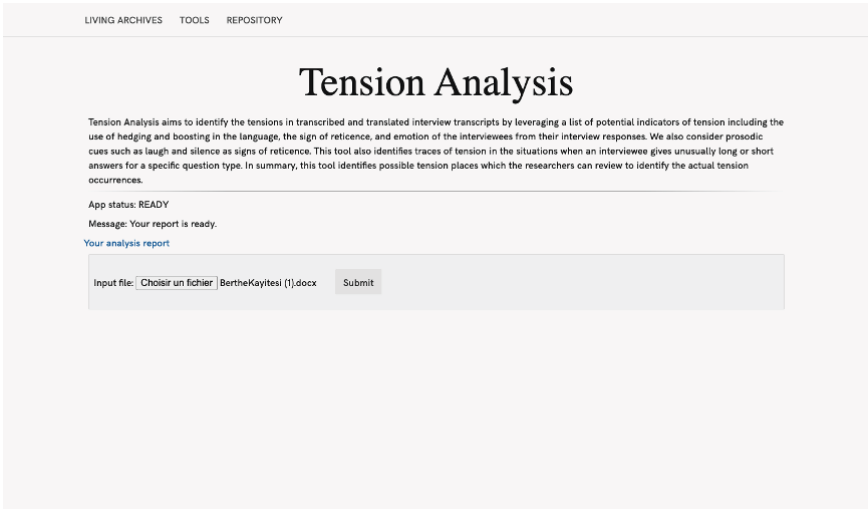 LIVING ARCHIVES TOOLS REPOSITORY
Tension Analysis
Tension Analysis aims to identify the tensions in transcribed and translated interview transcripts by leveraging a list of potential indicators of tension including the
use of hedging and boosting in the language, the sign of reticence, and emotion of the interviewees from their interview responses. We also consider prosodic
cues such as laugh and silence as signs of reticence. This tool also identifies traces of tension in the situations when an interviewee gives unusually long or short
answers for a specific question type. In summary, this tool identifies possible tension places which the researchers can review to identify the actual tension
occurrences.
App status: READY
Message: Your report is ready.
Your analysis report
Input file: Choisir un fichier BertheKayitesi (1).docx Submit